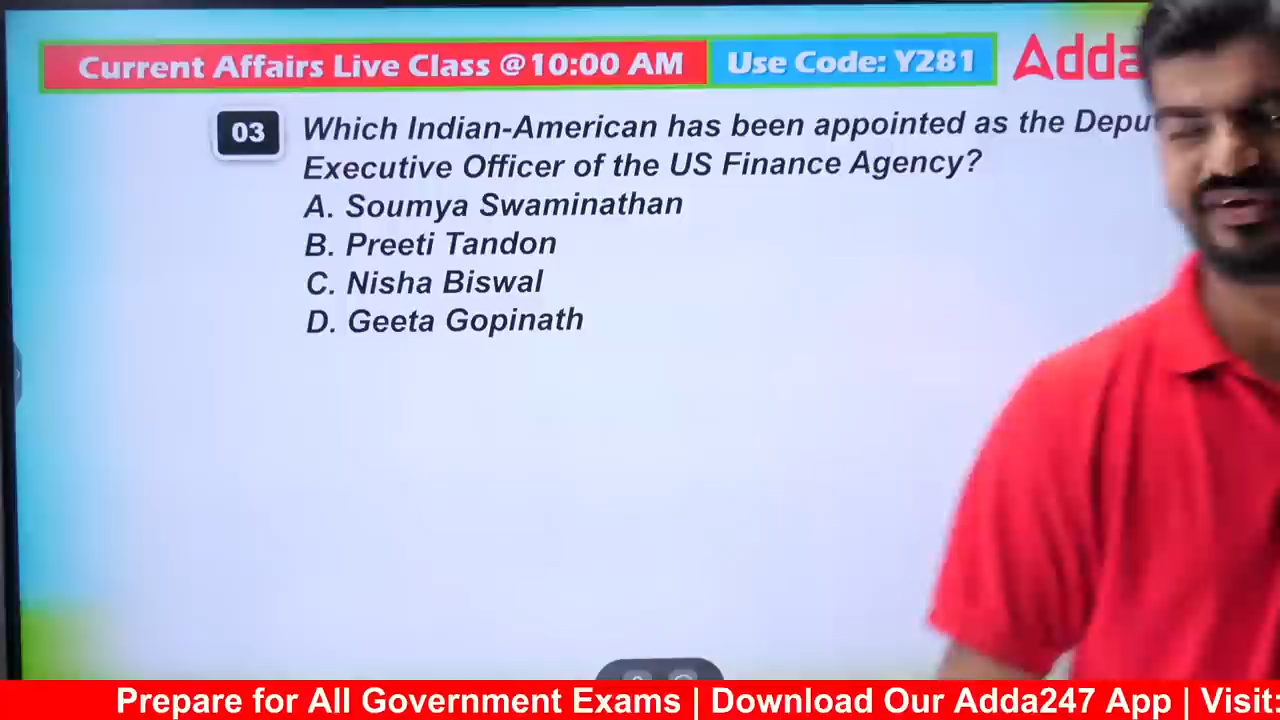 Current Affairs Live Class @10:00 AM
Use Code: Y281
Adda
03
Which Indian-American has been appointed as the Depu
Executive Officer of the US Finance Agency?
A. Soumya Swaminathan
B. Preeti Tandon
C. Nisha Biswal
D. Geeta Gopinath
Prepare for All Government Exams | Download Our Adda247 App | Visit: